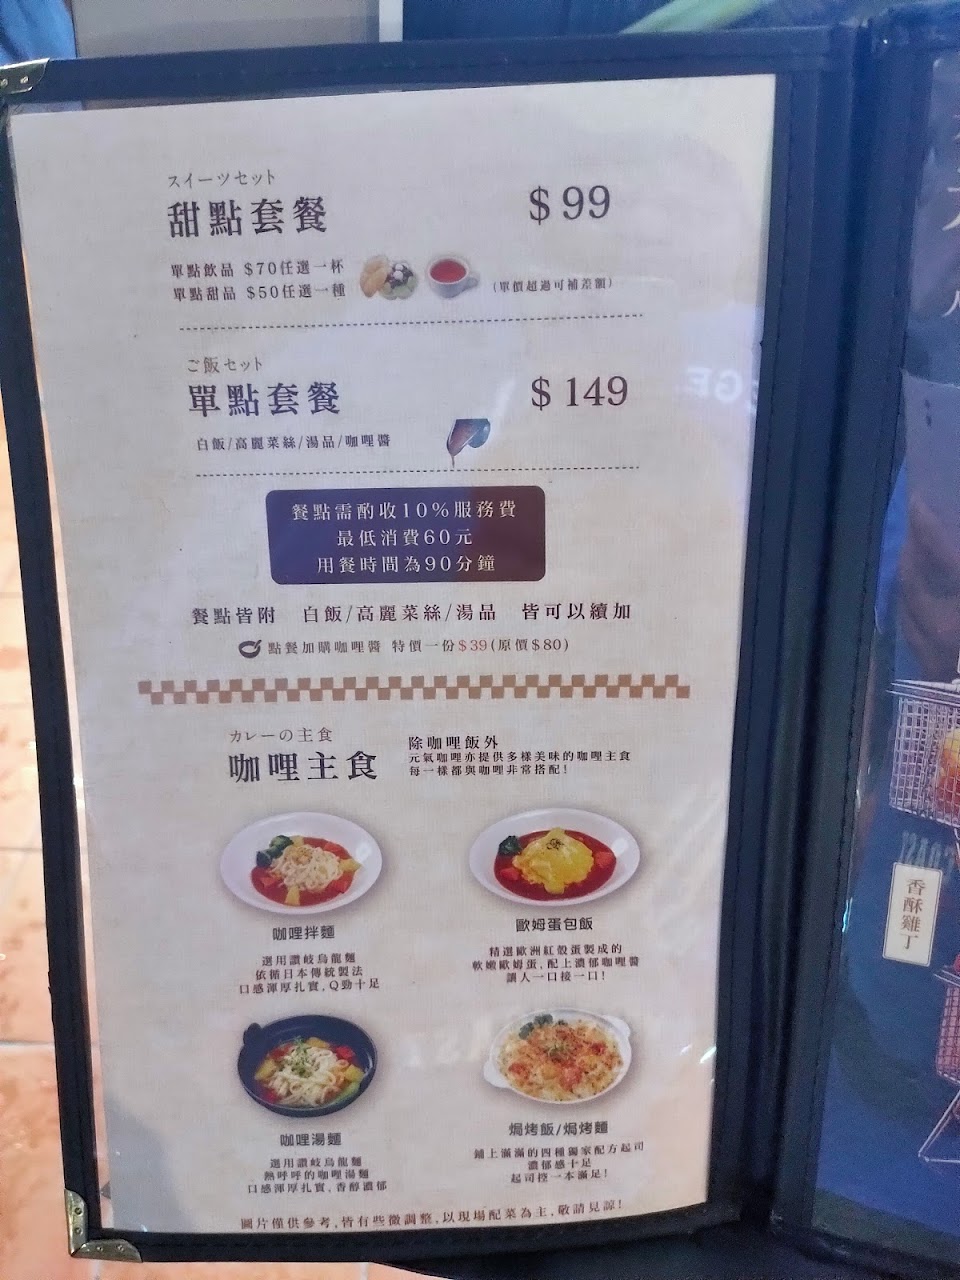 スイーツセット
甜點套餐
$99
單點飲品 $70任選一杯
單點甜品 $50任選一種
(單價超過可補差額)
ご飯セット
單點套餐
$149
白飯/高麗菜絲/湯品/咖哩醬
餐點需酌收10%服務費
最低消費60元
用餐時間為90分鐘
餐點皆附 白飯/高麗菜絲/湯品 皆可以續加
點餐加購咖哩醬 特價一份$39(原價$80)
カレーの主食
咖哩主食
除咖哩飯外
元氣咖哩亦提供多樣美味的咖哩主食
每一樣都與咖哩非常搭配!
咖哩拌麵
選用讚岐烏龍麵
依循日本傳統製法
口感渾厚扎實,Q勁十足
歐姆蛋包飯
精選歐洲紅殼蛋製成的
軟嫩歐姆蛋,配上濃郁咖哩醬
讓人一口接一口!
咖哩湯麵
選用讚岐烏龍麵
熱呼呼的咖哩湯麵
口感渾厚扎實,香醇濃郁
焗烤飯/焗烤麵
鋪上滿滿的四種獨家配方起司
濃郁感十足
起司控一本滿足!
圖片僅供參考,皆有些微調整,以現場配菜為主,敬請見諒!
香酥雞丁